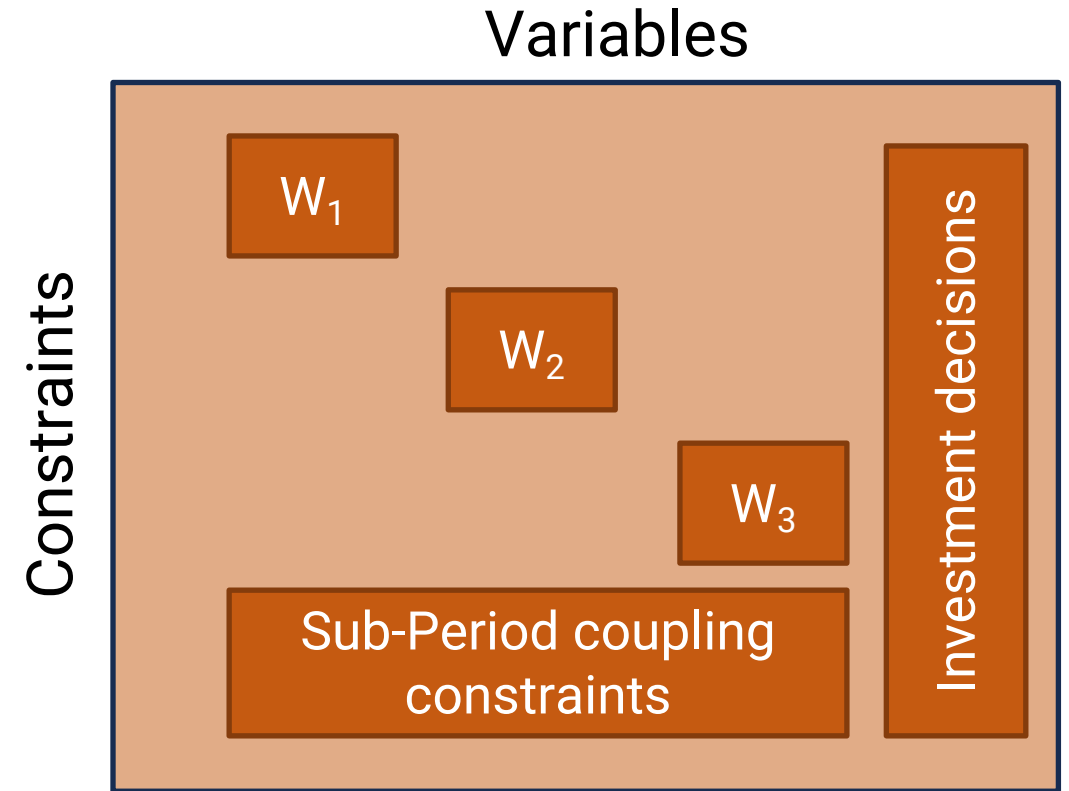 Variables
Constraints
W₁
W₂
W₃
Sub-Period coupling
constraints
Investment decisions